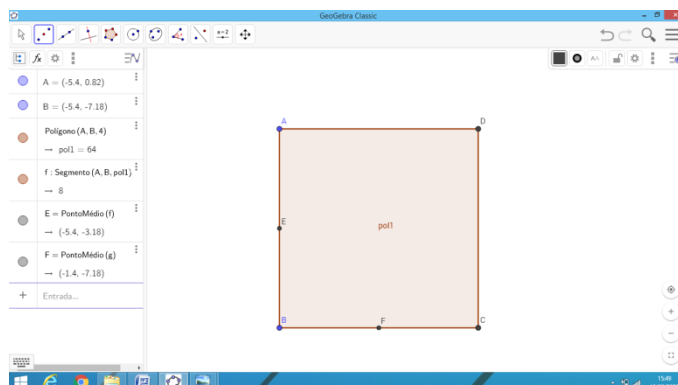 GeoGebra Classic
A = (-5.4, 0.82)
B = (-5.4, -7.18)
Polígono (A, B, 4)
→ pol1 = 64
f : Segmento (A, B, pol1)
→ 8
E = PontoMédio (f)
→ (-5.4, -3.18)
F = PontoMédio (g)
→ (-1.4, -7.18)
Entrada...
A
D
E
pol1
B
F
C
15:49